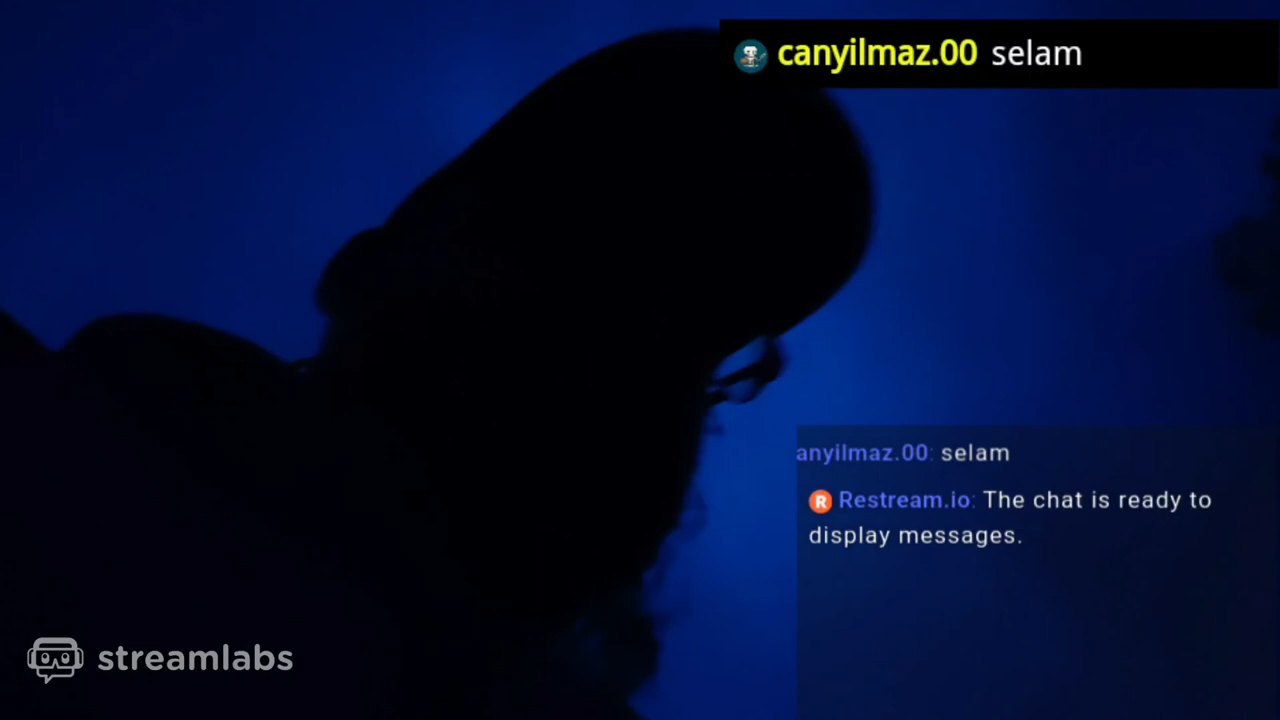 canyilmaz.00 selam
anyilmaz.00: selam
R Restream.io: The chat is ready to
display messages.
streamlabs